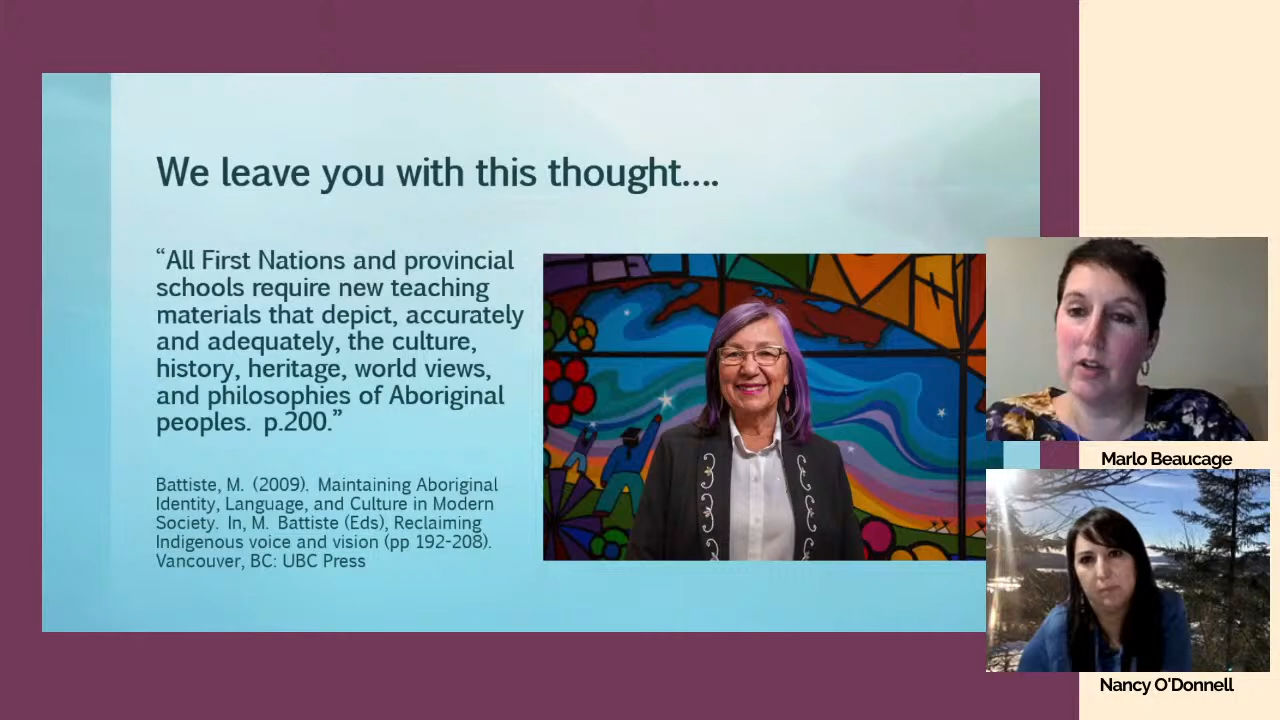 We leave you with this thought....
“All First Nations and provincial
schools require new teaching
materials that depict, accurately
and adequately, the culture,
history, heritage, world views,
and philosophies of Aboriginal
peoples. p.200.”
Battiste, M. (2009). Maintaining Aboriginal
Identity, Language, and Culture in Modern
Society. In, M. Battiste (Eds), Reclaiming
Indigenous voice and vision (pp 192-208).
Vancouver, BC: UBC Press
Marlo Beaucage
Nancy O'Donnell